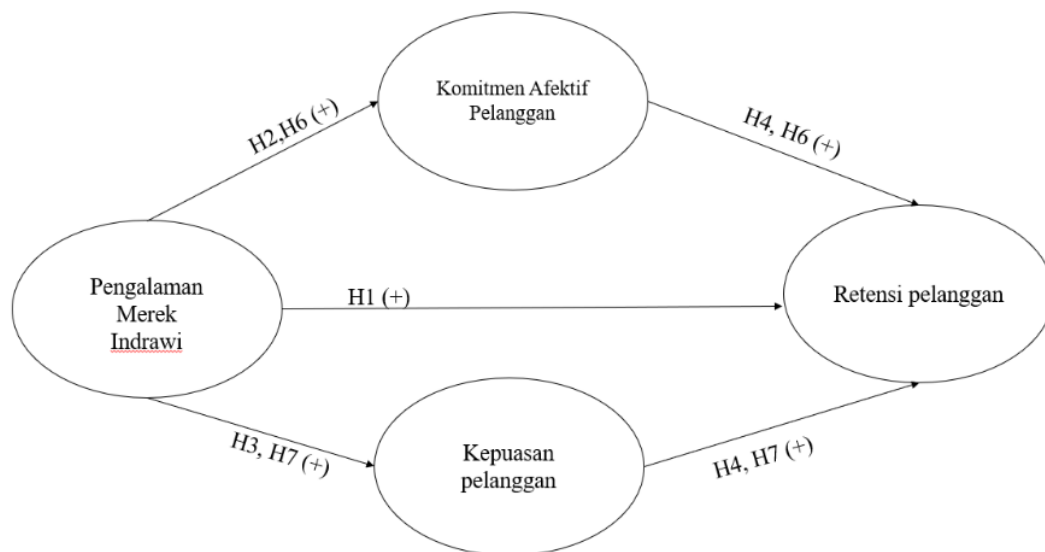 Komitmen Afektif
Pelanggan
H2,H6 (+)
H4, H6 (+)
Pengalaman
Merek
Indrawi
H1 (+)
Retensi pelanggan
H3, H7 (+)
Kepuasan
pelanggan
H4, H7 (+)